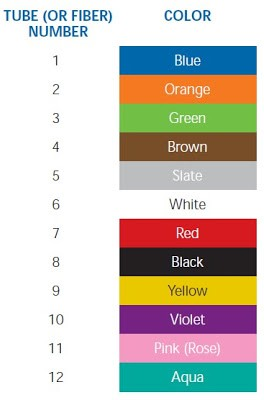 TUBE (OR FIBER) COLOR
NUMBER
1 Blue
2 Orange
3 Green
4 Brown
5 Slate
6 White
7 Red
8 Black
9 Yellow
10 Violet
11 Pink (Rose)
12 Aqua